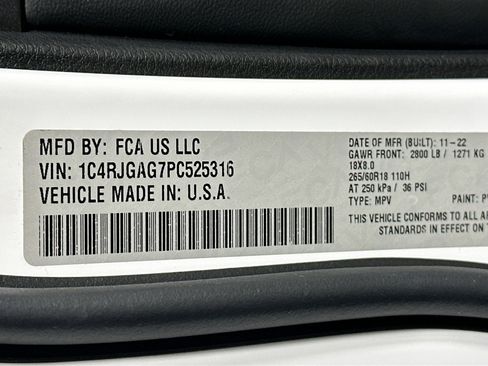 MFD BY: FCA US LLC
VIN: 1C4RJGAG7PC525316
VEHICLE MADE IN: U.S.A.
DATE OF MFR (BUILT): 11-22
GAWR FRONT: 2800 LB / 1271 KG
18X8.0
265/60R18 110H
AT 250 kPa / 36 PSI
TYPE: MPV PAINT:
THIS VEHICLE CONFORMS TO ALL
STANDARDS IN EFFECT ON